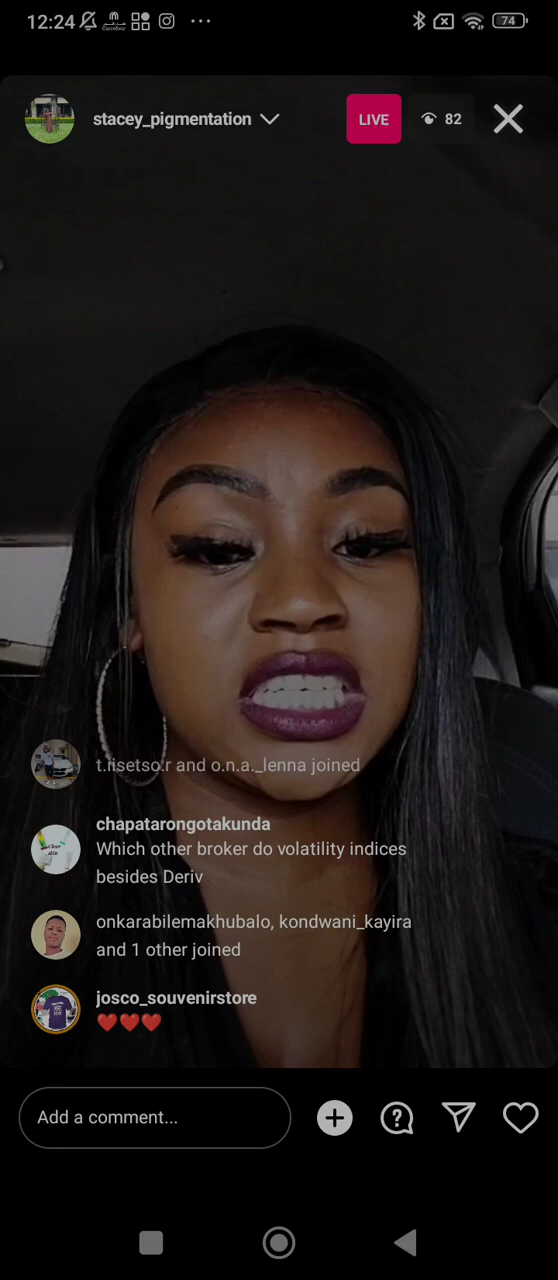 12:24
74
stacey_pigmentation
LIVE
82
t.iisetso.r and o.n.a._lenna joined
chapatarongotakunda
Which other broker do volatility indices
besides Deriv
onkarabilemakhubalo, kondwani_kayira
and 1 other joined
josco_souvenirstore
❤️❤️❤️
Add a comment...